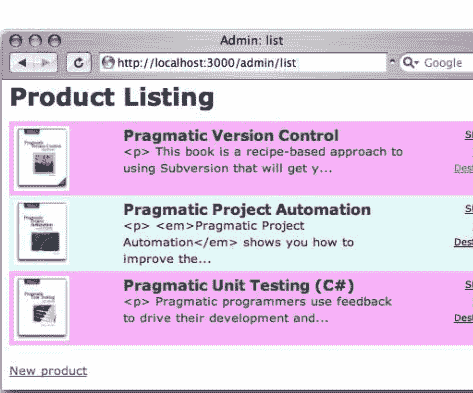 Admin: list
http://localhost:3000/admin/list
Google
Product Listing
Pragmatic Version Control
<p> This book is a recipe-based approach to
using Subversion that will get y...
Pragmatic Project Automation
<p> <em>Pragmatic Project
Automation</em> shows you how to
improve the...
Pragmatic Unit Testing (C#)
<p> Pragmatic programmers use feedback
to drive their development and...
New product